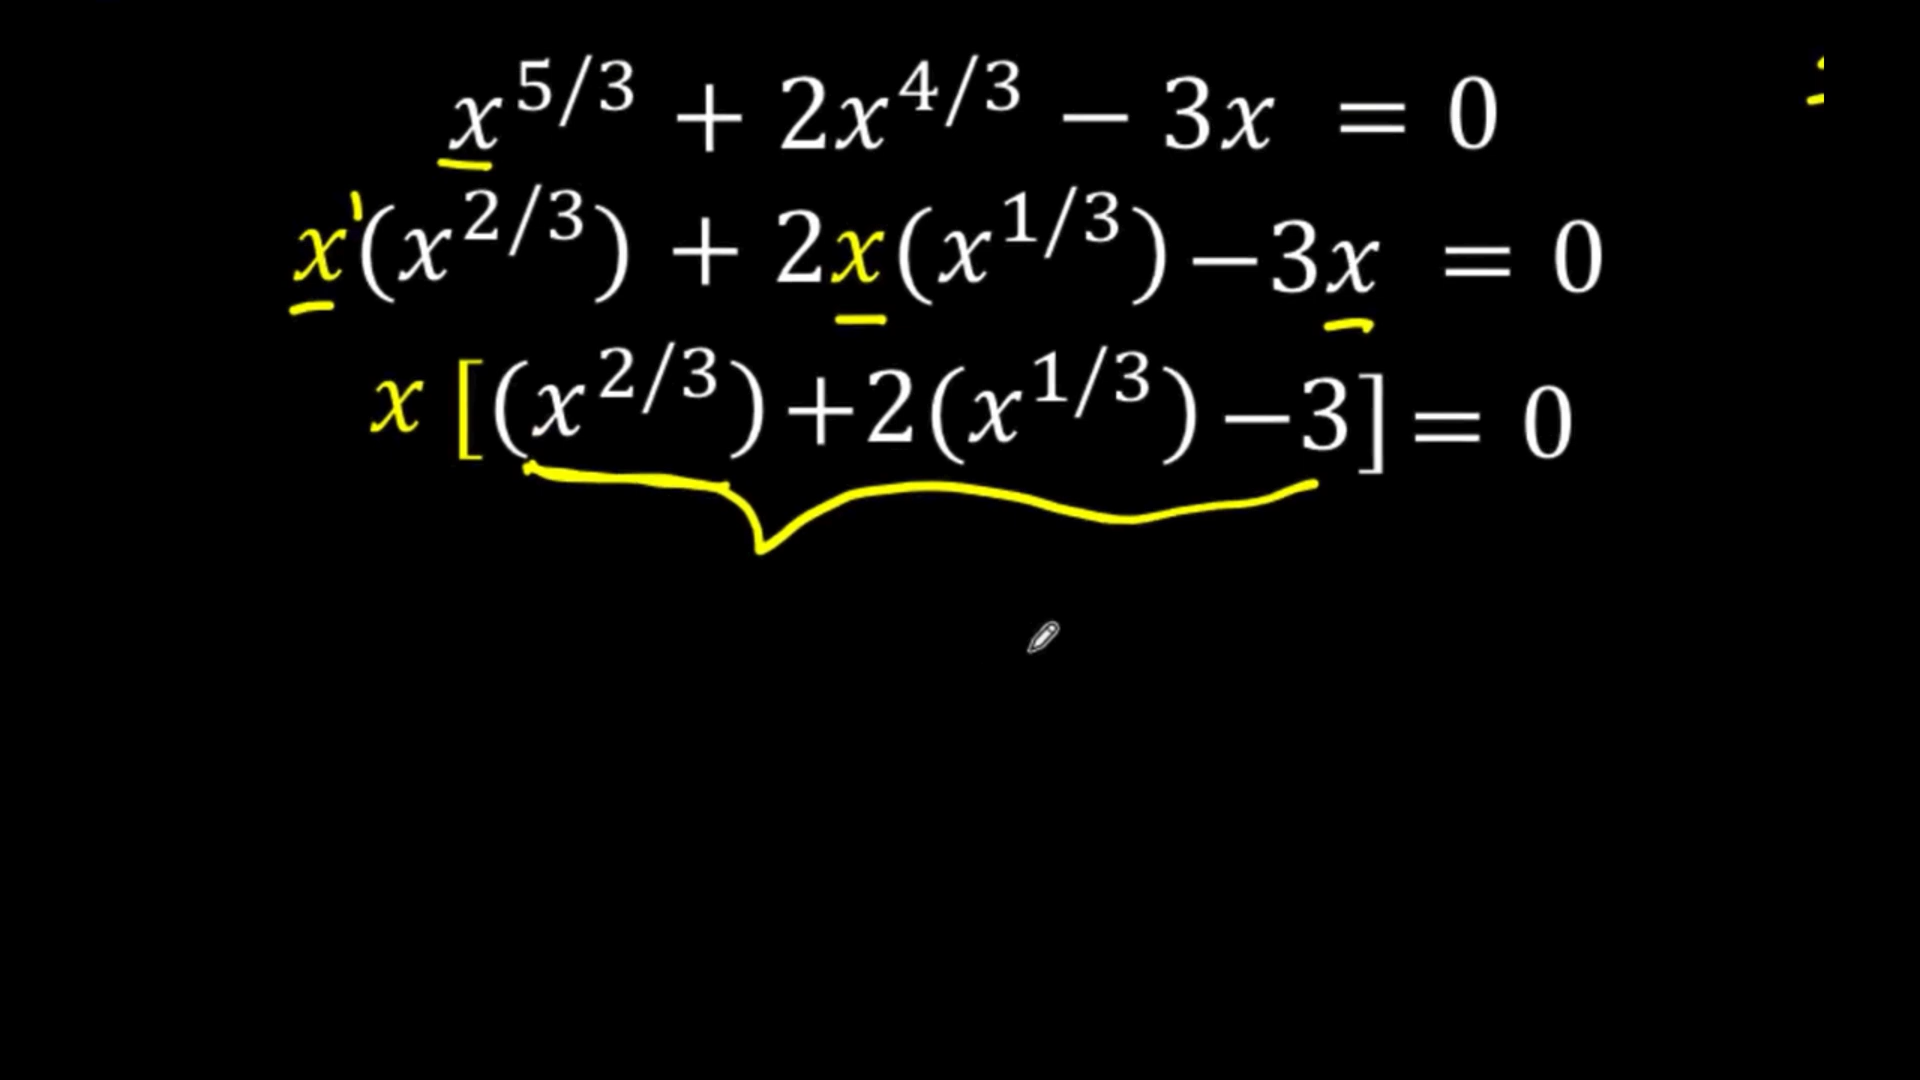 x^{5/3} + 2x^{4/3} − 3x = 0
x^{1}(x^{2/3}) + 2x(x^{1/3}) −3x = 0
x [(x^{2/3}) +2(x^{1/3}) −3] = 0